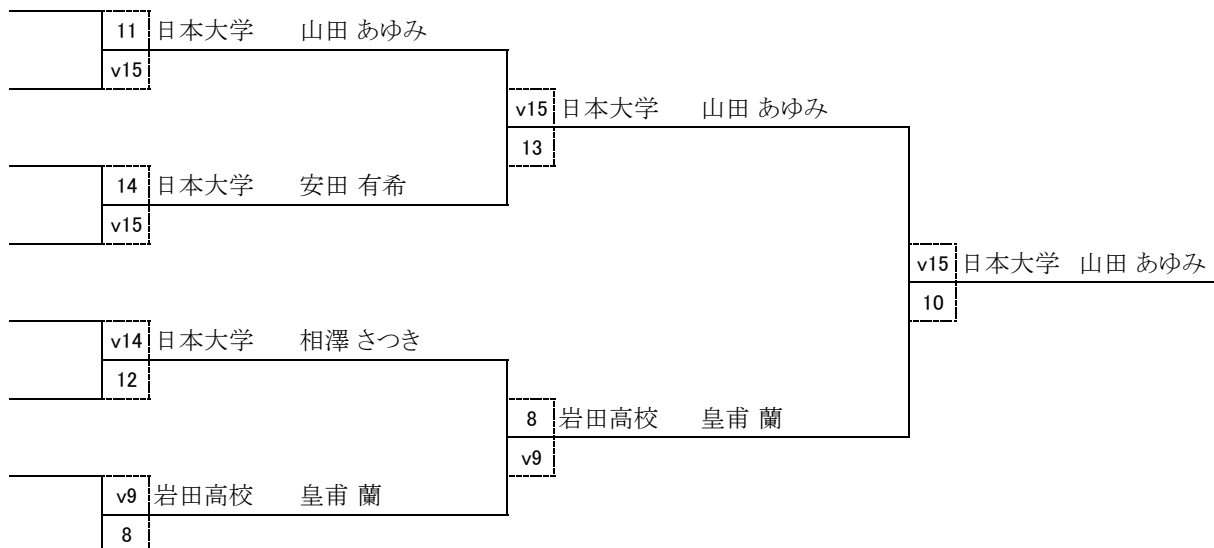 11 日本大学 山田 あゆみ
v15
v15 日本大学 山田 あゆみ
13
14 日本大学 安田 有希
v15
v15 日本大学 山田 あゆみ
10
v14 日本大学 相澤 さつき
12
8 岩田高校 皇甫 蘭
v9
v9 岩田高校 皇甫 蘭
8